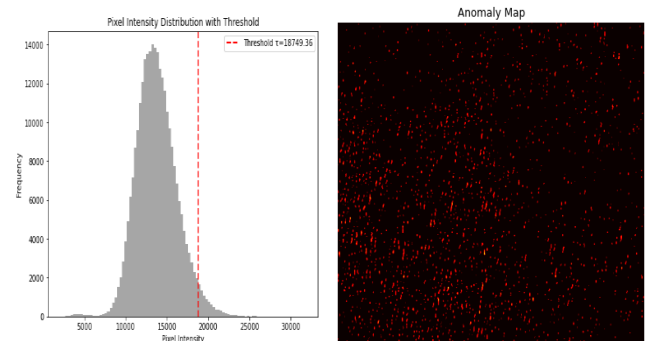 Pixel Intensity Distribution with Threshold
Anomaly Map
Threshold τ=18749.36
14000
12000
10000
8000
6000
4000
2000
0
Frequency
5000 10000 15000 20000 25000 30000
Pixel Intensity